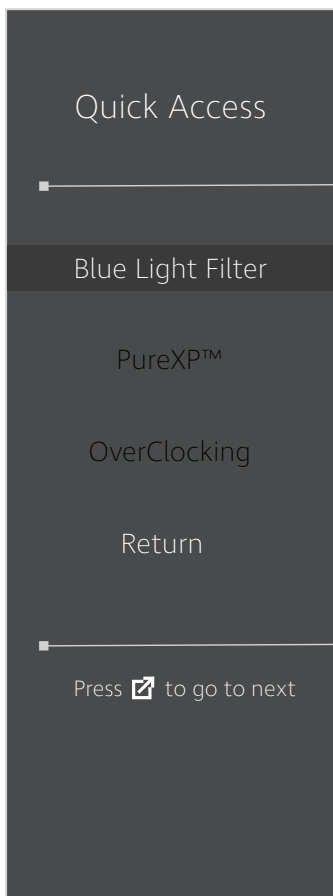 Quick Access
Blue Light Filter
PureXP™
OverClocking
Return
Press to go to next